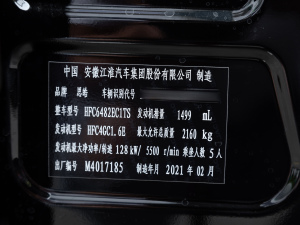 中国 安徽江淮汽车集团股份有限公司 制造
品牌 思皓 车辆识别代号
整车型号 HFC6482EC1TS 发动机排量 1499 mL
发动机型号 HFC4GC1.6E 最大允许总质量 2160 kg
发动机最大净功率/转速 128 kW/ 5500 r/min 乘坐人数 5 人
出厂编号 M4017185 制造年月 2021 年 02 月